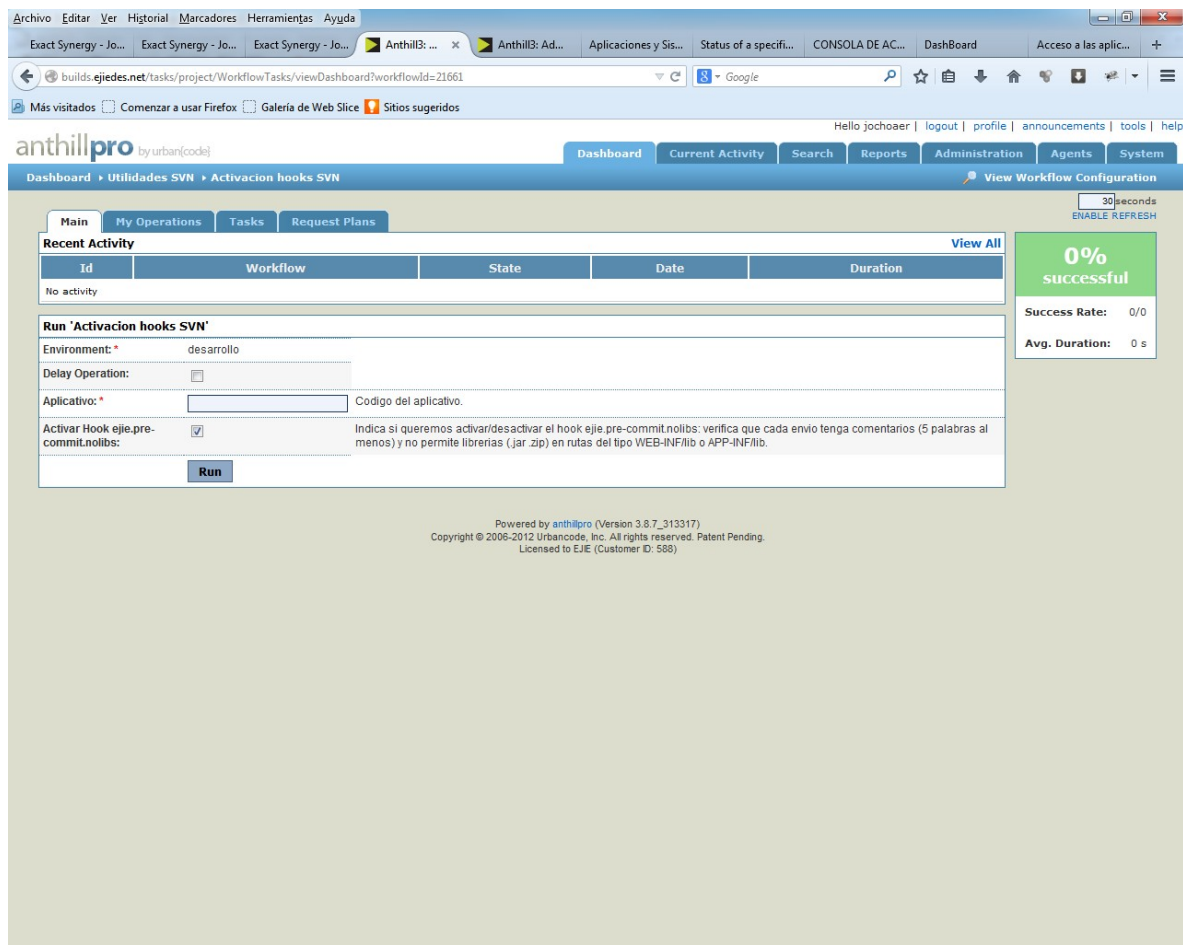 Archivo Editar Ver Historial Marcadores Herramientas Ayuda
Exact Synergy - Jo... Exact Synergy - Jo... Exact Synergy - Jo... Anthill3: ... × Anthill3: Ad... Aplicaciones y Sis... Status of a specifi... CONSOLA DE AC... DashBoard Acceso a las aplic... +
builds.ejiedes.net/tasks/project/WorkflowTasks/viewDashboard?workflowId=21661 8 Google
Más visitados Comenzar a usar Firefox Galería de Web Slice Sitios sugeridos
Hello jochoaer | logout | profile | announcements | tools | help
anthillpro by urban{code}
Dashboard Current Activity Search Reports Administration Agents System
Dashboard Utilidades SVN Activacion hooks SVN View Workflow Configuration
30 seconds
ENABLE REFRESH
Main My Operations Tasks Request Plans
Recent Activity View All
Id Workflow State Date Duration
No activity
0%
successful
Success Rate: 0/0
Avg. Duration: 0 s
Run 'Activacion hooks SVN'
Environment: * desarrollo
Delay Operation:
Aplicativo: * Codigo del aplicativo.
Activar Hook ejie.pre-commit.nolibs: Indica si queremos activar/desactivar el hook ejie.pre-commit.nolibs: verifica que cada envio tenga comentarios (5 palabras al
menos) y no permite librerias (.jar .zip) en rutas del tipo WEB-INF/lib o APP-INF/lib.
Run
Powered by anthillpro (Version 3.8.7_313317)
Copyright © 2006-2012 Urbancode, Inc. All rights reserved. Patent Pending.
Licensed to EJIE (Customer ID: 588)